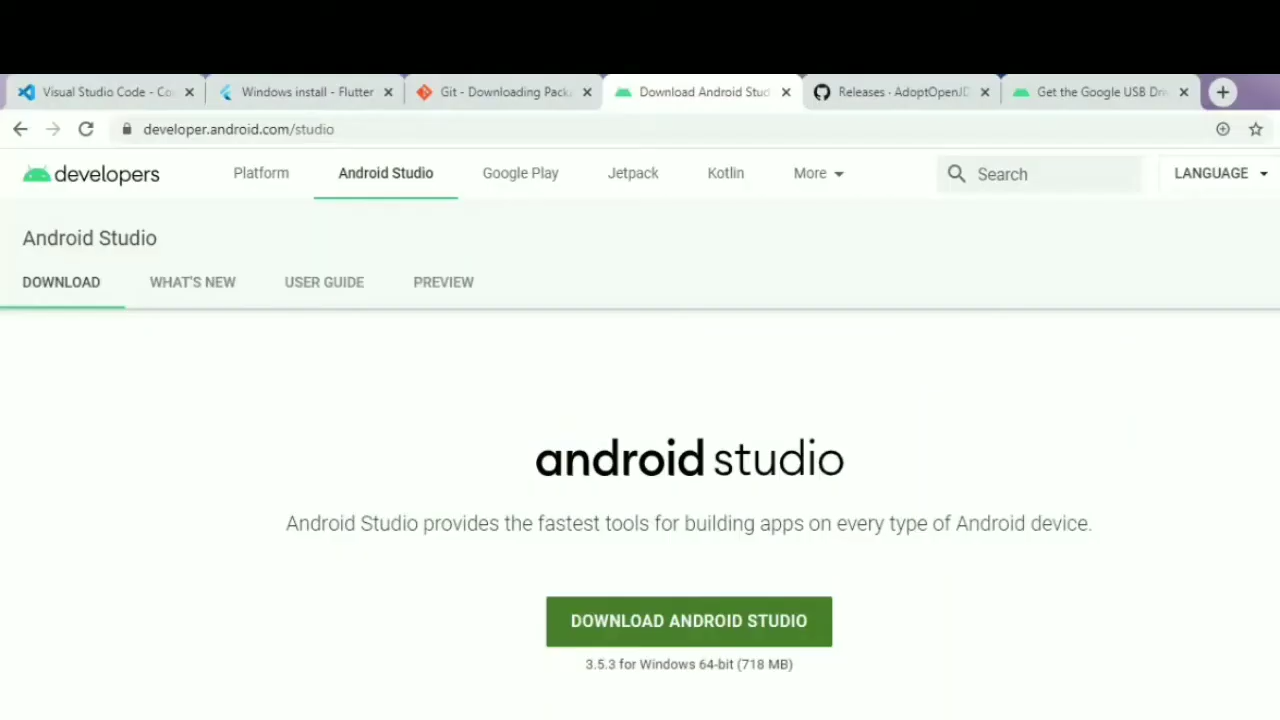 Visual Studio Code - Co
Windows install - Flutter
Git - Downloading Pack
Download Android Stud
Releases · AdoptOpenJD
Get the Google USB Dri
developer.android.com/studio
developers
Platform
Android Studio
Google Play
Jetpack
Kotlin
More
Search
LANGUAGE
Android Studio
DOWNLOAD
WHAT'S NEW
USER GUIDE
PREVIEW
android studio
Android Studio provides the fastest tools for building apps on every type of Android device.
DOWNLOAD ANDROID STUDIO
3.5.3 for Windows 64-bit (718 MB)